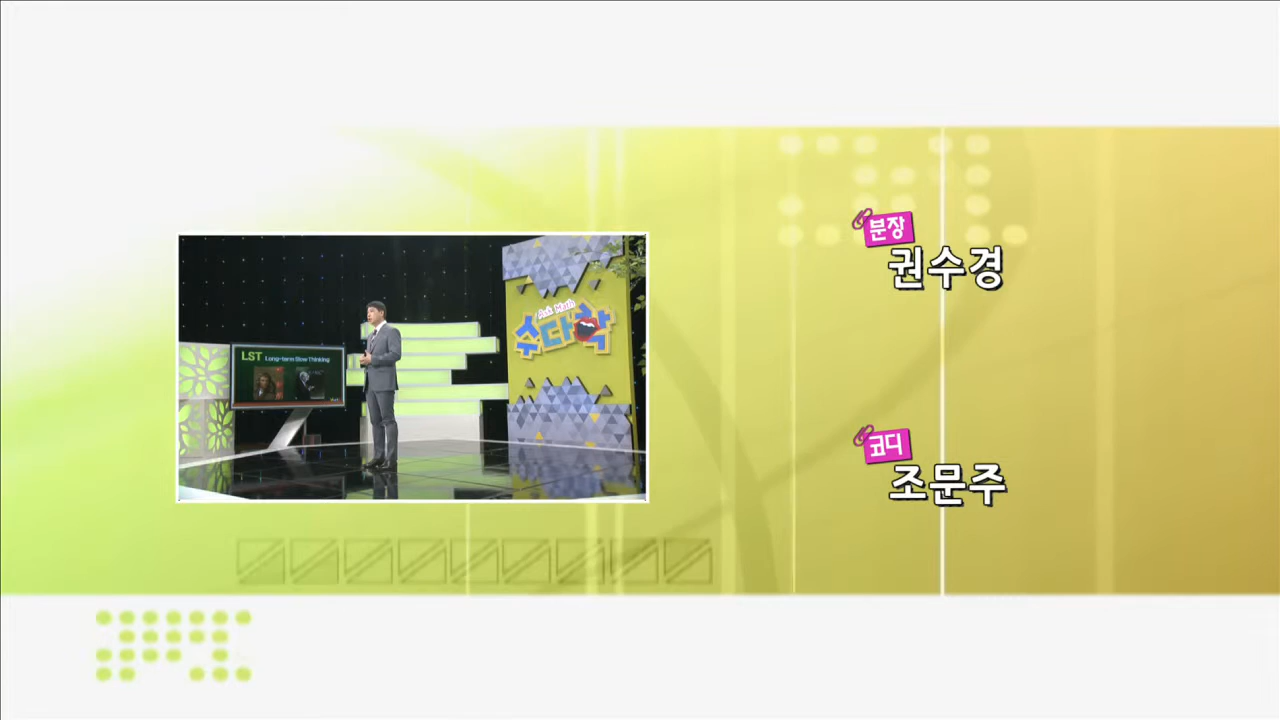 분장
권수경
코디
조문주
Ask Math
수다학
LST Long-term Slow Thinking